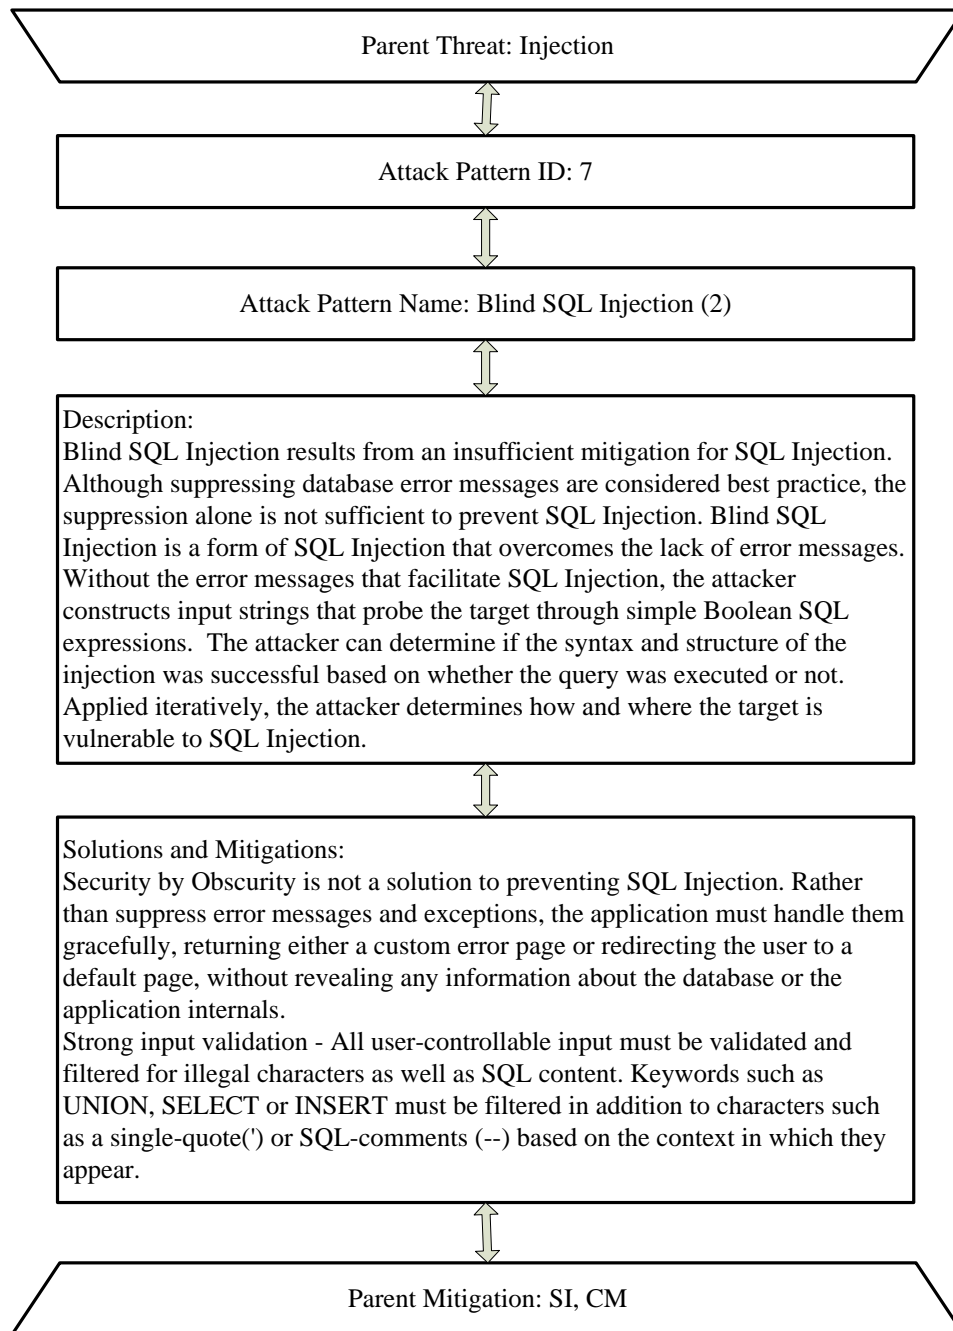 Parent Threat: Injection
Attack Pattern ID: 7
Attack Pattern Name: Blind SQL Injection (2)
Description:
Blind SQL Injection results from an insufficient mitigation for SQL Injection.
Although suppressing database error messages are considered best practice, the
suppression alone is not sufficient to prevent SQL Injection. Blind SQL
Injection is a form of SQL Injection that overcomes the lack of error messages.
Without the error messages that facilitate SQL Injection, the attacker
constructs input strings that probe the target through simple Boolean SQL
expressions.  The attacker can determine if the syntax and structure of the
injection was successful based on whether the query was executed or not.
Applied iteratively, the attacker determines how and where the target is
vulnerable to SQL Injection.
Solutions and Mitigations:
Security by Obscurity is not a solution to preventing SQL Injection. Rather
than suppress error messages and exceptions, the application must handle them
gracefully, returning either a custom error page or redirecting the user to a
default page, without revealing any information about the database or the
application internals.
Strong input validation - All user-controllable input must be validated and
filtered for illegal characters as well as SQL content. Keywords such as
UNION, SELECT or INSERT must be filtered in addition to characters such
as a single-quote(') or SQL-comments (--) based on the context in which they
appear.
Parent Mitigation: SI, CM